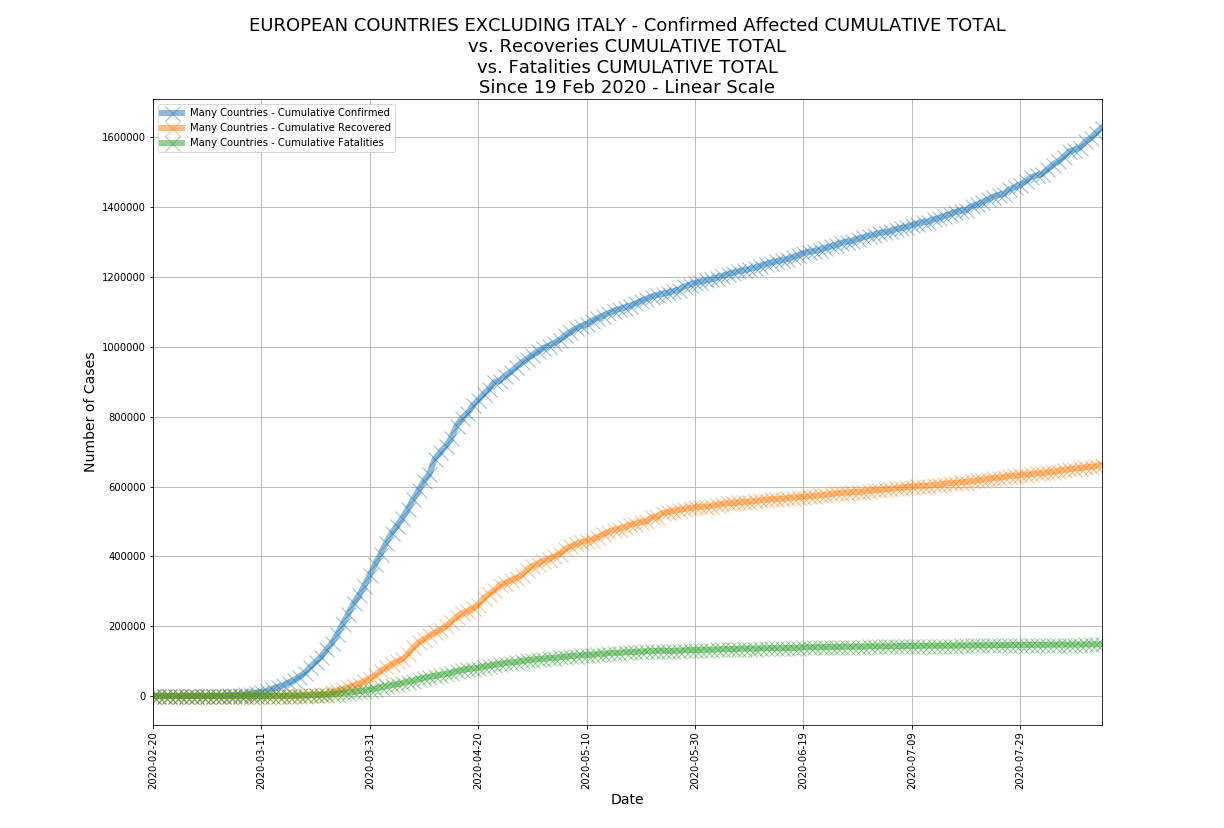 EUROPEAN COUNTRIES EXCLUDING ITALY - Confirmed Affected CUMULATIVE TOTAL
vs. Recoveries CUMULATIVE TOTAL
vs. Fatalities CUMULATIVE TOTAL
Since 19 Feb 2020 - Linear Scale
Many Countries - Cumulative Confirmed
Many Countries - Cumulative Recovered
Many Countries - Cumulative Fatalities
Number of Cases
1600000
1400000
1200000
1000000
800000
600000
400000
200000
0
2020-02-20
2020-03-11
2020-03-31
2020-04-20
2020-05-10
2020-05-30
2020-06-19
2020-07-09
2020-07-29
Date